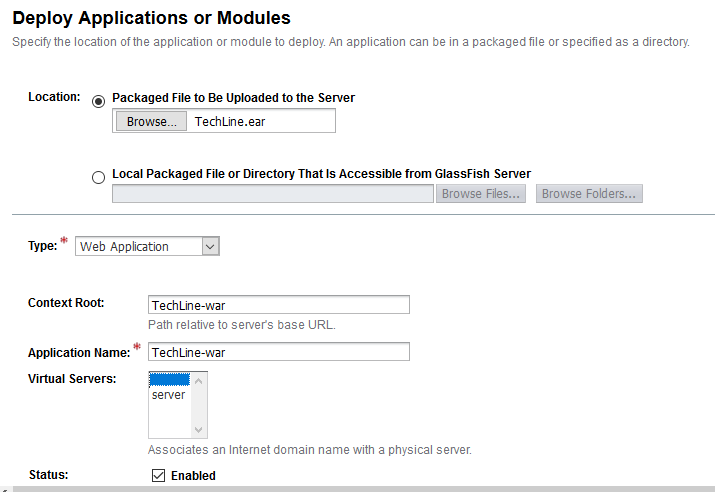 Deploy Applications or Modules
Specify the location of the application or module to deploy. An application can be in a packaged file or specified as a directory.
Location:
Packaged File to Be Uploaded to the Server
Browse... TechLine.ear
Local Packaged File or Directory That Is Accessible from GlassFish Server
Browse Files... Browse Folders...
Type: * Web Application
Context Root: TechLine-war
Path relative to server's base URL.
Application Name: * TechLine-war
Virtual Servers:
server
Associates an Internet domain name with a physical server.
Status: Enabled